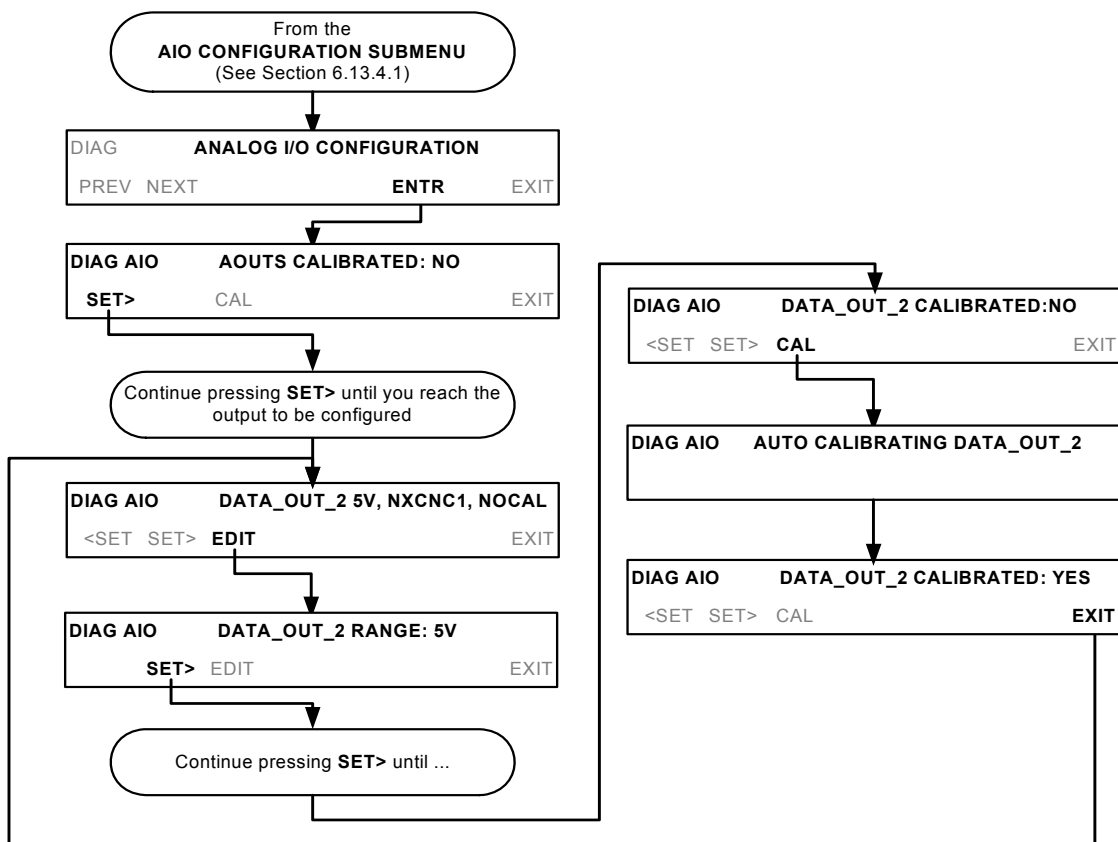 From the
AIO CONFIGURATION SUBMENU
(See Section 6.13.4.1)
DIAG ANALOG I/O CONFIGURATION
PREV NEXT ENTR EXIT
DIAG AIO AOUTS CALIBRATED: NO
SET> CAL EXIT
Continue pressing SET> until you reach the
output to be configured
DIAG AIO DATA_OUT_2 5V, NXCNC1, NOCAL
<SET SET> EDIT EXIT
DIAG AIO DATA_OUT_2 RANGE: 5V
SET> EDIT EXIT
Continue pressing SET> until ...
DIAG AIO DATA_OUT_2 CALIBRATED:NO
<SET SET> CAL EXIT
DIAG AIO AUTO CALIBRATING DATA_OUT_2
DIAG AIO DATA_OUT_2 CALIBRATED: YES
<SET SET> CAL EXIT